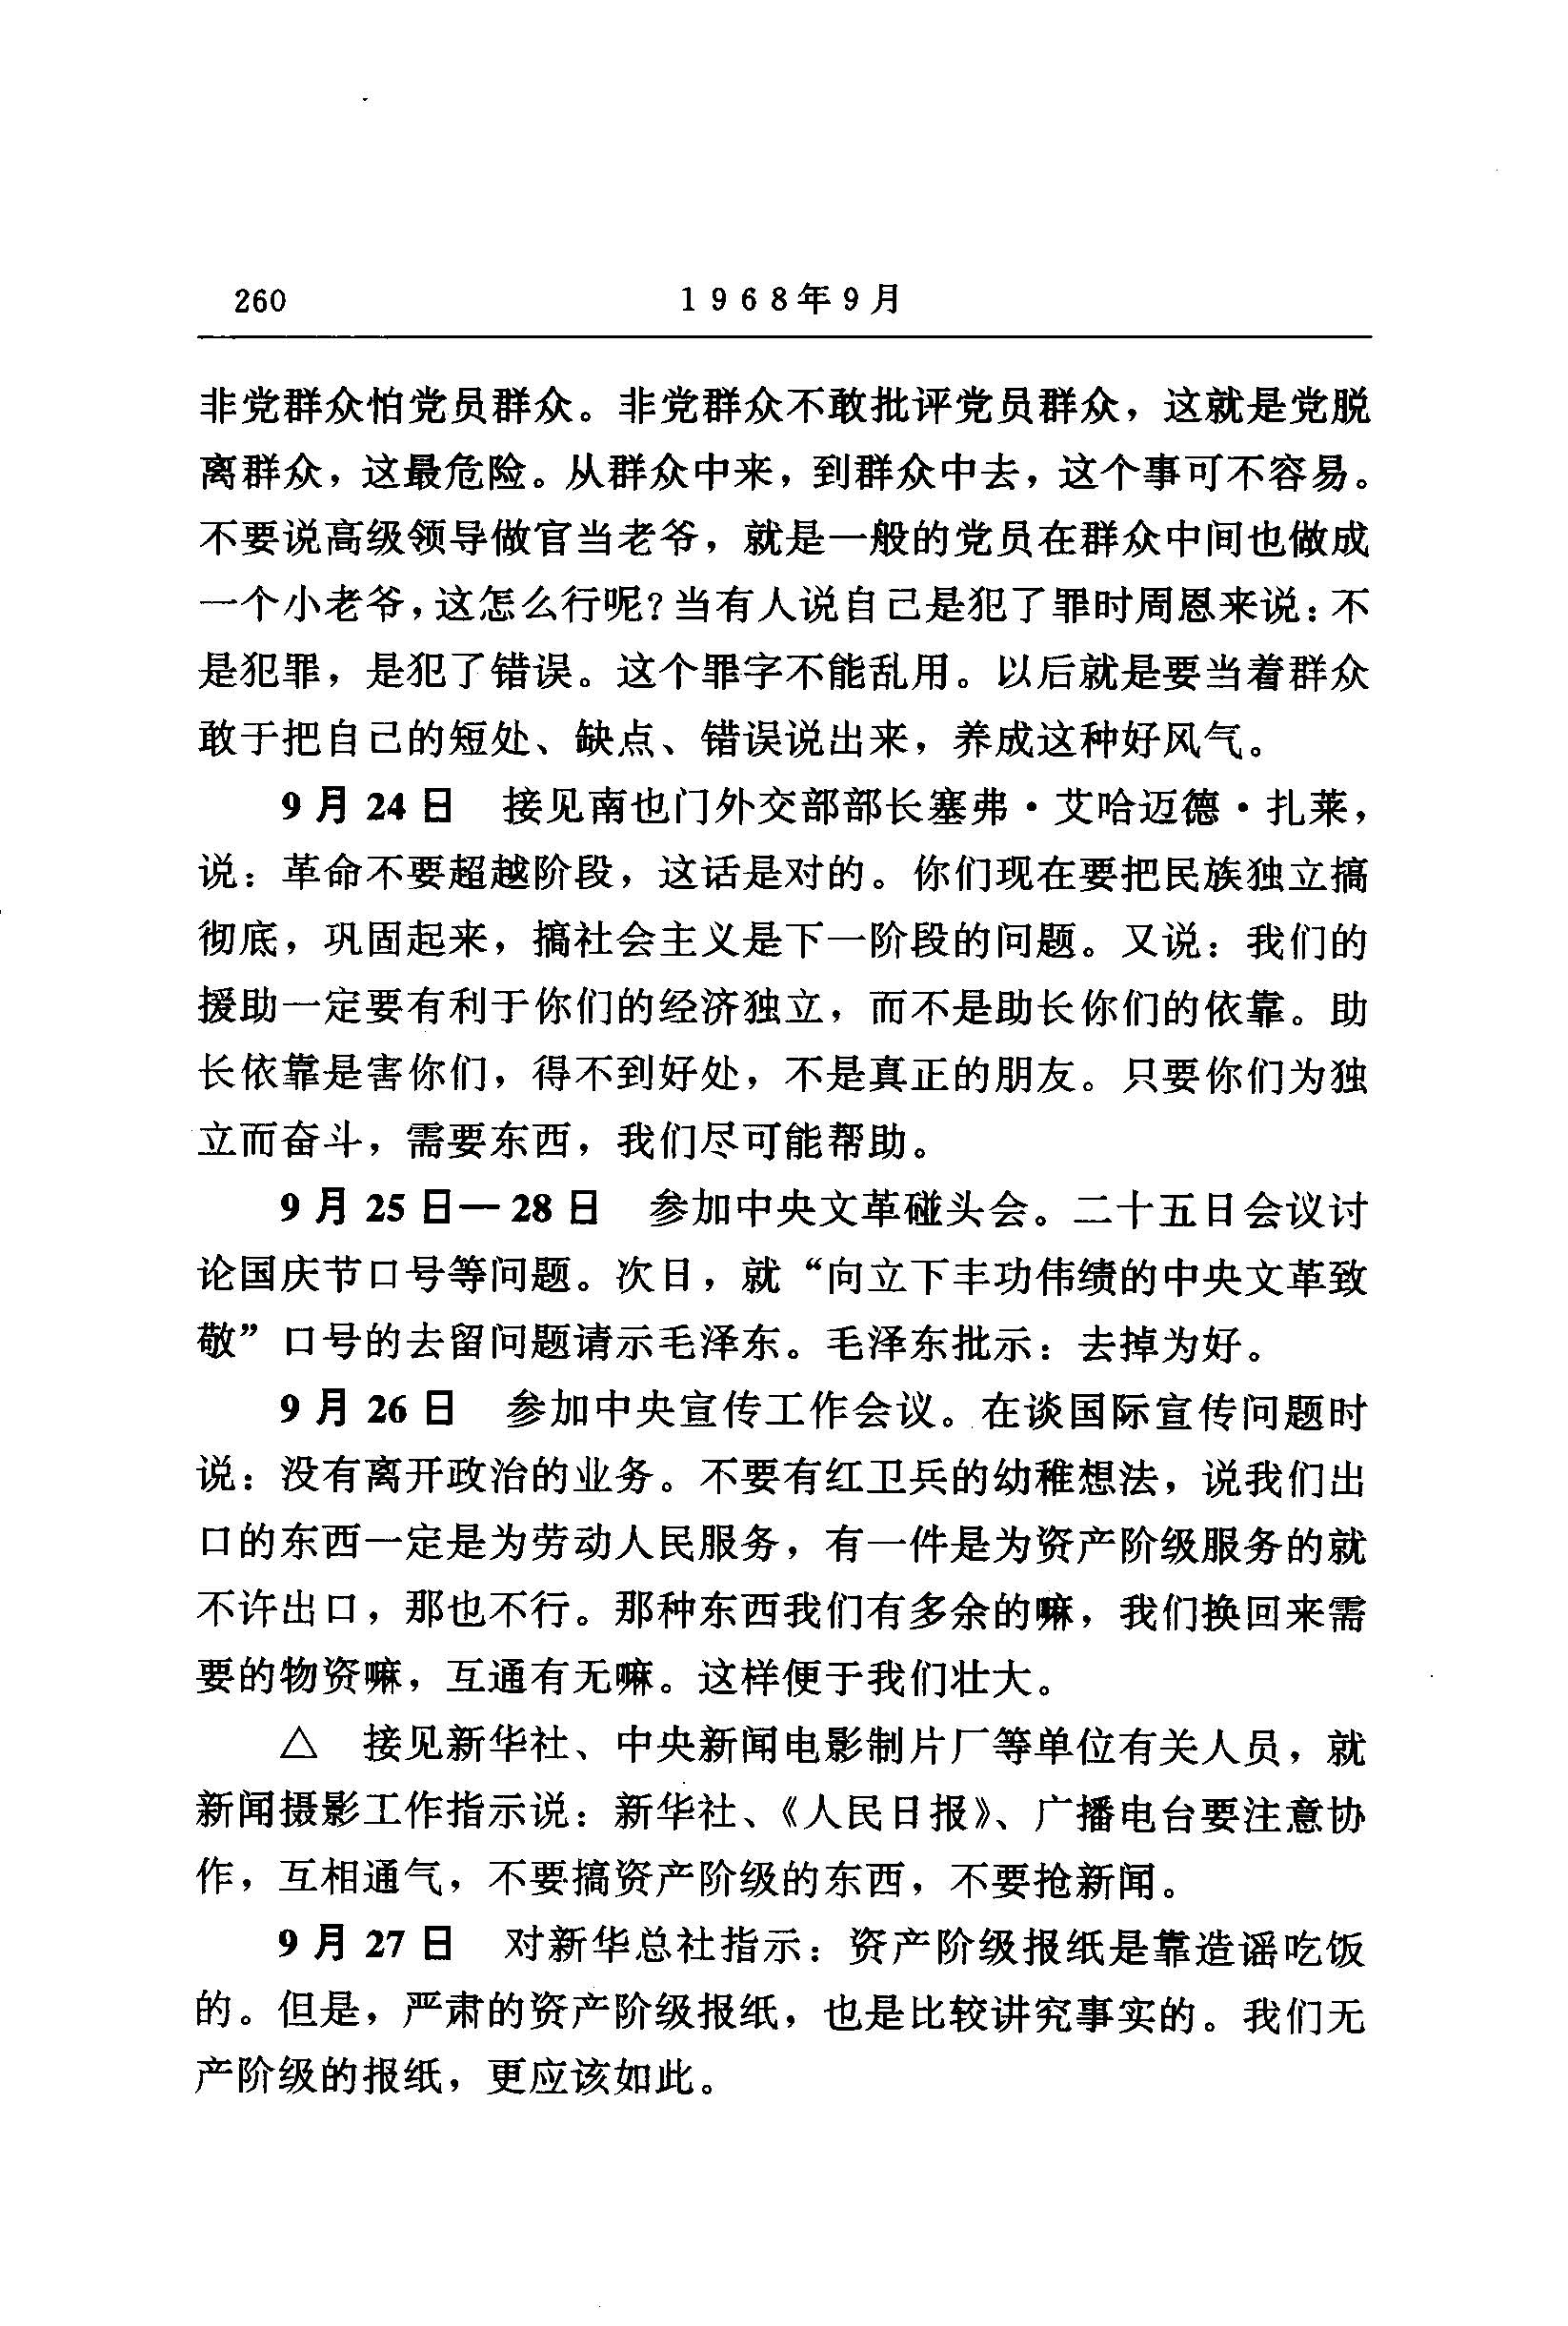 260 1968年9月
非党群众怕党员群众。非党群众不敢批评党员群众，这就是党脱
离群众，这最危险。从群众中来，到群众中去，这个事可不容易。
不要说高级领导做官当老爷，就是一般的党员在群众中间也做成
一个小老爷，这怎么行呢？当有人说自己是犯了罪时周恩来说：不
是犯罪，是犯了错误。这个罪字不能乱用。以后就是要当着群众
敢于把自己的短处、缺点、错误说出来，养成这种好风气。
9月24日 接见南也门外交部部长塞弗·艾哈迈德·扎莱，
说：革命不要超越阶段，这话是对的。你们现在要把民族独立搞
彻底，巩固起来，搞社会主义是下一阶段的问题。又说：我们的
援助一定要有利于你们的经济独立，而不是助长你们的依靠。助
长依靠是害你们，得不到好处，不是真正的朋友。只要你们为独
立而奋斗，需要东西，我们尽可能帮助。
9月25日—28日 参加中央文革碰头会。二十五日会议讨
论国庆节口号等问题。次日，就“向立下丰功伟绩的中央文革致
敬”口号的去留问题请示毛泽东。毛泽东批示：去掉为好。
9月26日 参加中央宣传工作会议。在谈国际宣传问题时
说：没有离开政治的业务。不要有红卫兵的幼稚想法，说我们出
口的东西一定是为劳动人民服务，有一件是为资产阶级服务的就
不许出口，那也不行。那种东西我们有多余的嘛，我们换回来需
要的物资嘛，互通有无嘛。这样便于我们壮大。
△ 接见新华社、中央新闻电影制片厂等单位有关人员，就
新闻摄影工作指示说：新华社、《人民日报》、广播电台要注意协
作，互相通气，不要搞资产阶级的东西，不要抢新闻。
9月27日 对新华总社指示：资产阶级报纸是靠造谣吃饭
的。但是，严肃的资产阶级报纸，也是比较讲究事实的。我们无
产阶级的报纸，更应该如此。